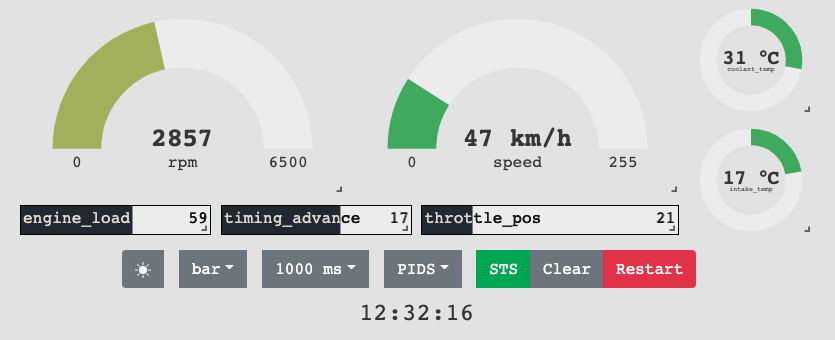 2857
0 rpm 6500
47 km/h
0 speed 255
31 °C
coolant_temp
17 °C
intake_temp
engine_load 59
timing_advance 17
throttle_pos 21
bar 1000 ms PIDS STS Clear Restart
12:32:16